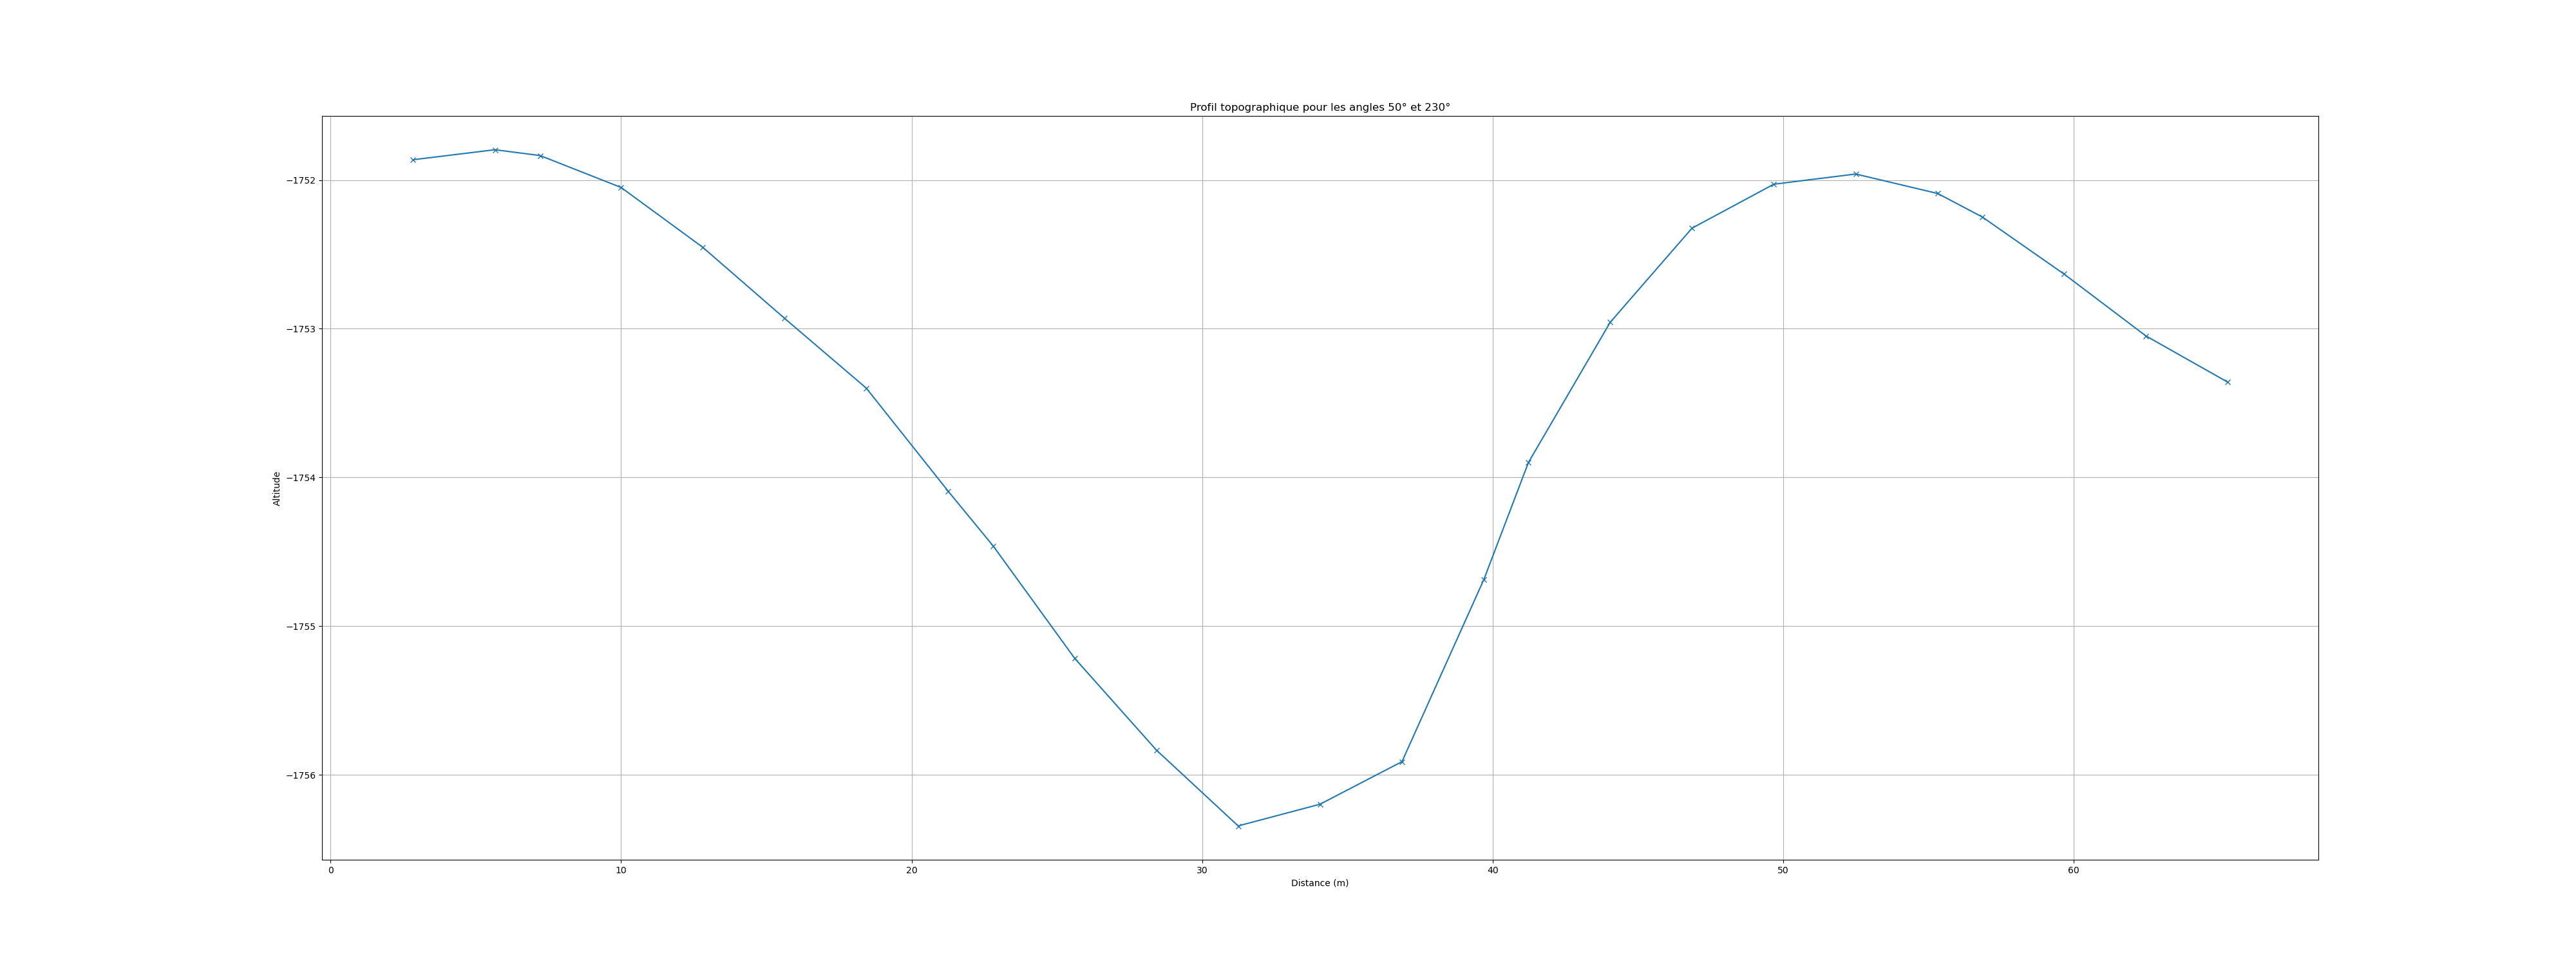 Profil topographique pour les angles 50° et 230°
−1752
−1753
−1754
−1755
−1756
Altitude
0 10 20 30 40 50 60
Distance (m)